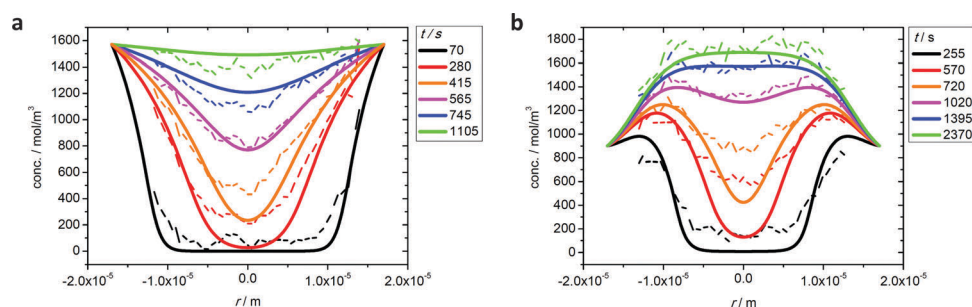 a
t / s
70
280
415
565
745
1105
1600
1400
1200
1000
800
600
400
200
0
conc. / mol/m³
-2.0x10⁻⁵
-1.0x10⁻⁵
0.0
1.0x10⁻⁵
2.0x10⁻⁵
r / m
b
t / s
255
570
720
1020
1395
2370
1800
1600
1400
1200
1000
800
600
400
200
0
conc. / mol/m³
-2.0x10⁻⁵
-1.0x10⁻⁵
0.0
1.0x10⁻⁵
2.0x10⁻⁵
r / m